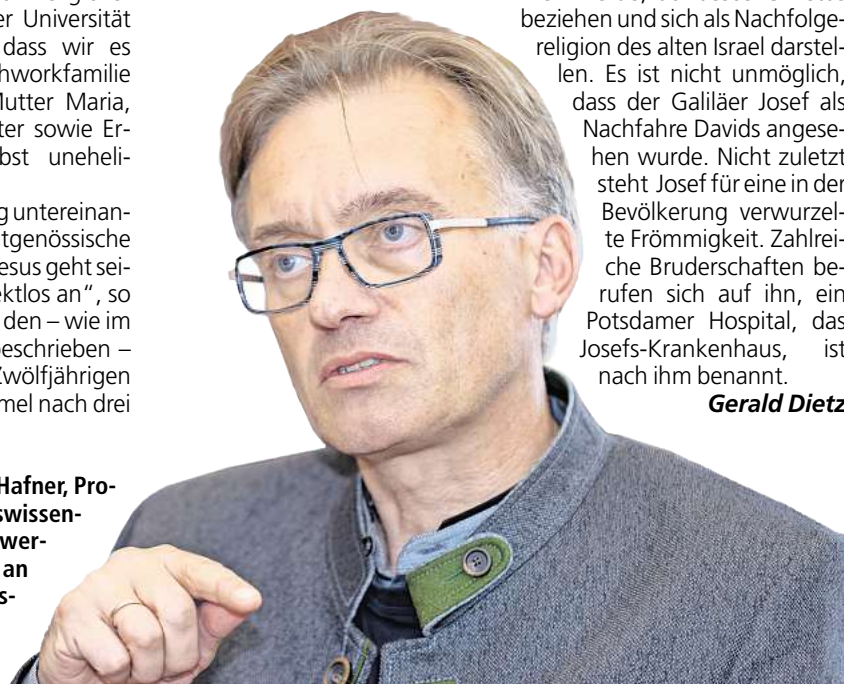 er Universität
dass wir es
hworkfamilie
Mutter Maria,
ter sowie Er-
bst uneheli-
g untereinan-
tgenössische
esus geht sei-
ektlos an“, so
den – wie im
eschrieben –
Zwölfjährigen
mel nach drei
Hafner, Pro-
swissen-
wer-
an
s-
beziehen und sich als Nachfolge-
religion des alten Israel darstel-
len. Es ist nicht unmöglich,
dass der Galiläer Josef als
Nachfahre Davids angese-
hen wurde. Nicht zuletzt
steht Josef für eine in der
Bevölkerung verwurzel-
te Frömmigkeit. Zahlrei-
che Bruderschaften be-
rufen sich auf ihn, ein
Potsdamer Hospital, das
Josefs-Krankenhaus, ist
nach ihm benannt.
Gerald Dietz